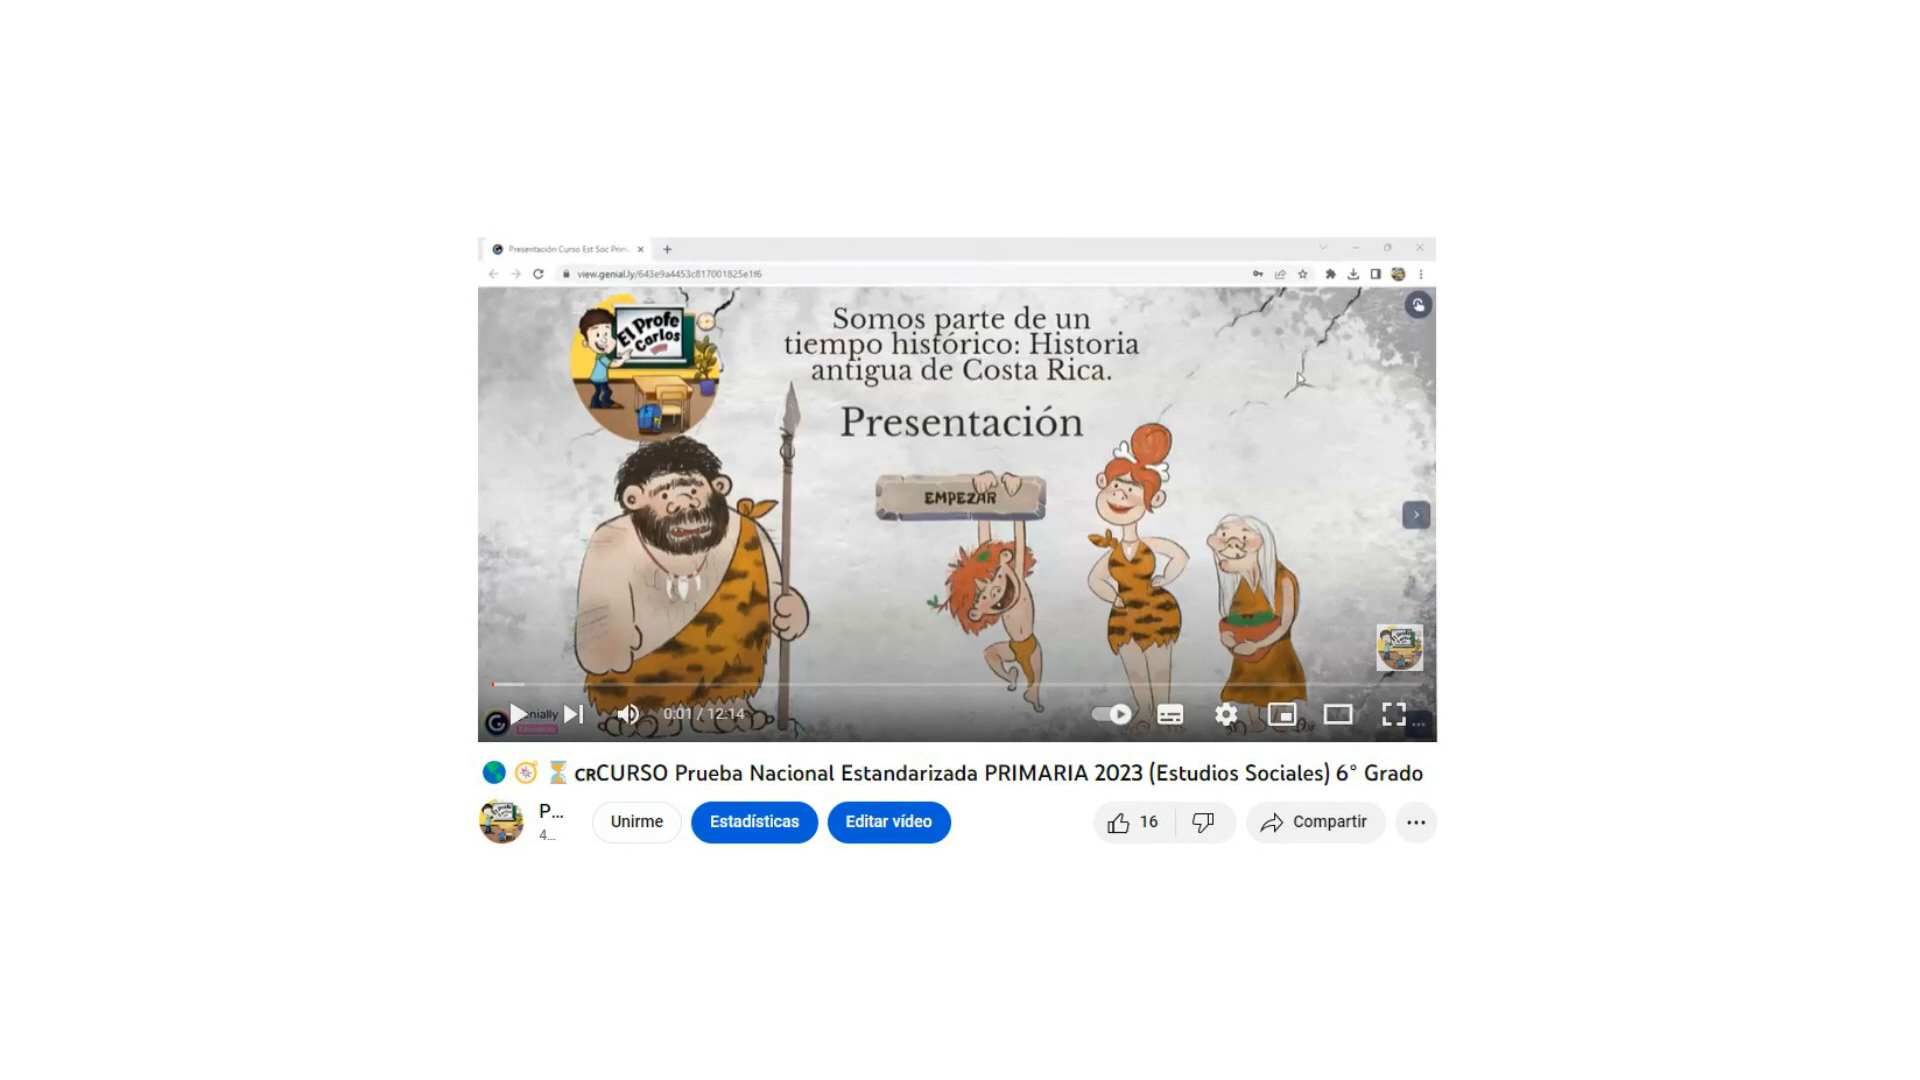 Presentación Curso Est Soc Prim
view.genial.ly/643e9a4453c817001825e1f6
El Profe
Carlos
Somos parte de un
tiempo histórico: Historia
antigua de Costa Rica.
Presentación
EMPEZAR
0:01 / 12:14
CRCURSO Prueba Nacional Estandarizada PRIMARIA 2023 (Estudios Sociales) 6° Grado
P...
4...
Unirme
Estadísticas
Editar vídeo
16
Compartir